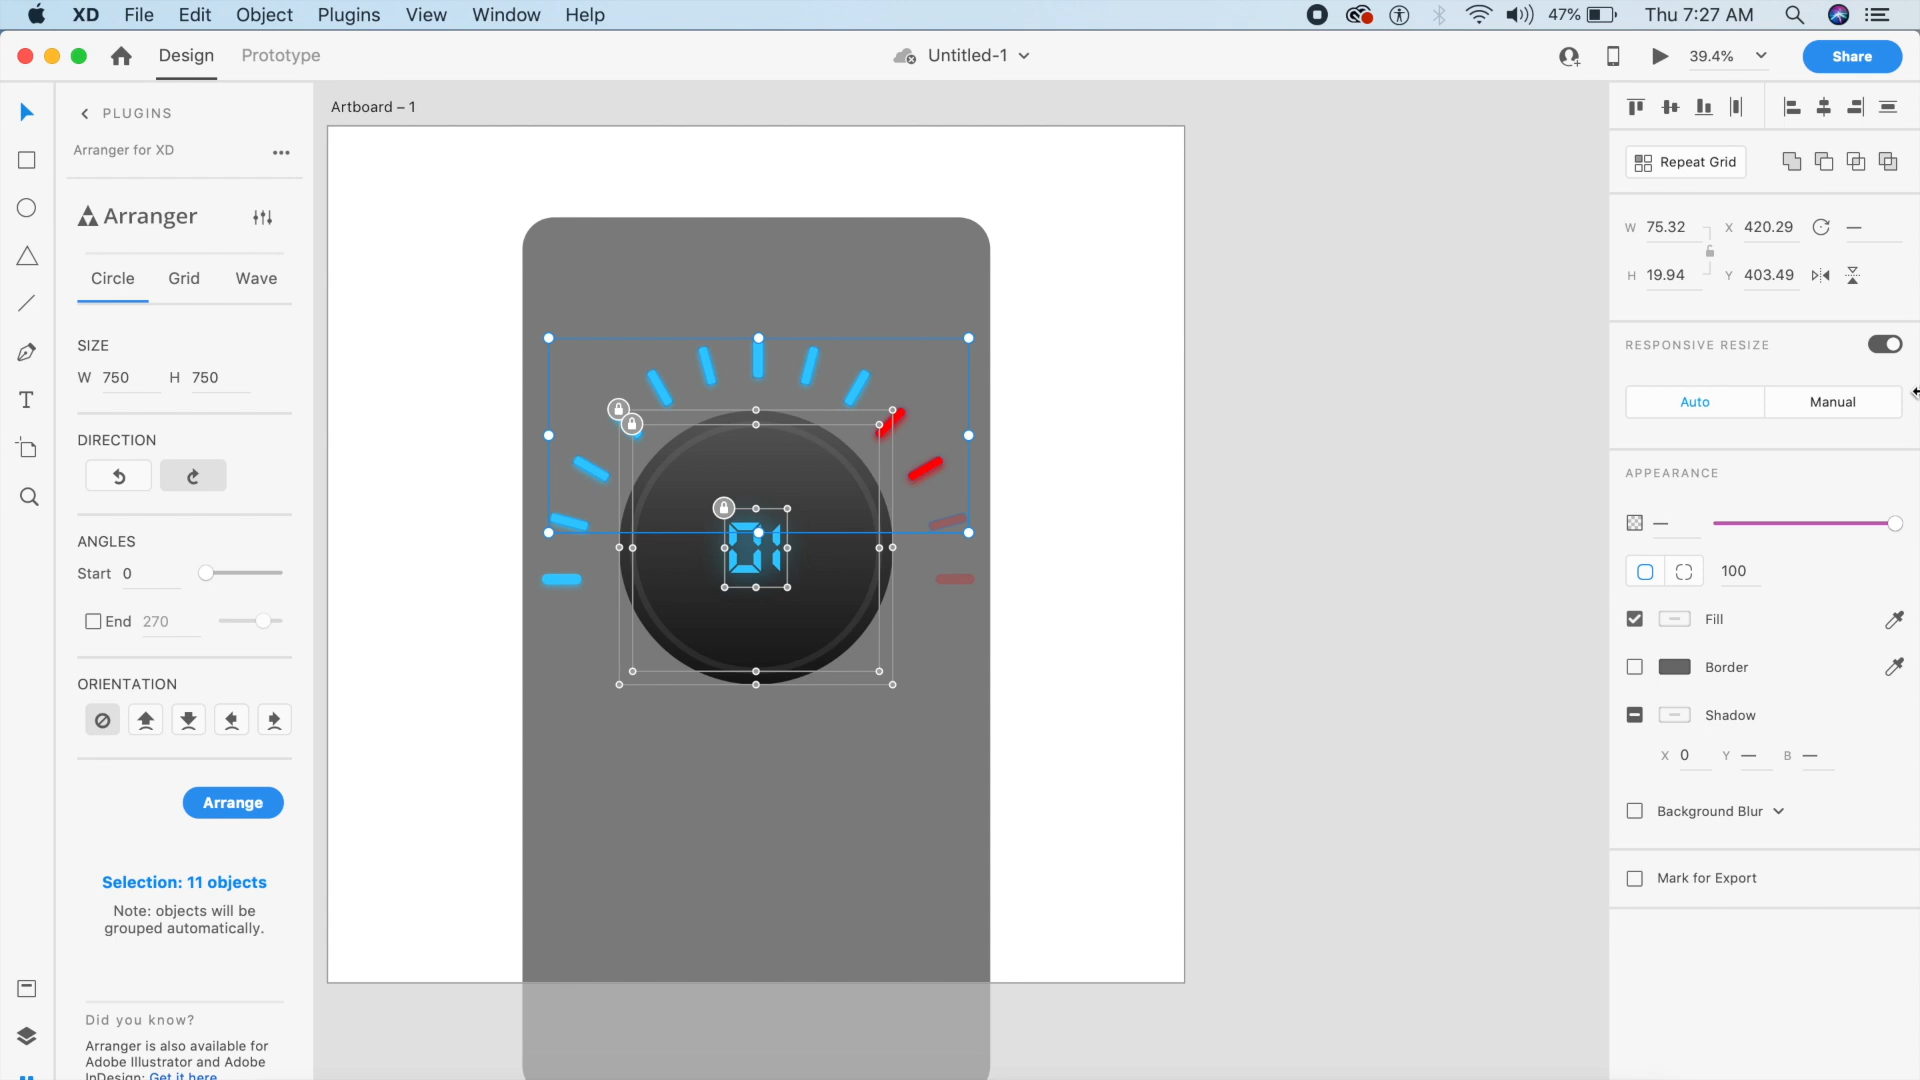 XD File Edit Object Plugins View Window Help 47% Thu 7:27 AM
Design Prototype Untitled-1 39.4% Share
PLUGINS
Arranger for XD
Arranger
Circle Grid Wave
SIZE
W 750 H 750
DIRECTION
ANGLES
Start 0
End 270
ORIENTATION
Arrange
Selection: 11 objects
Note: objects will be
grouped automatically.
Did you know?
Arranger is also available for
Adobe Illustrator and Adobe
InDesign: Get it here
Artboard – 1
01
Repeat Grid
W 75.32 X 420.29
H 19.94 Y 403.49
RESPONSIVE RESIZE
Auto Manual
APPEARANCE
100
Fill
Border
Shadow
X 0 Y — B —
Background Blur
Mark for Export